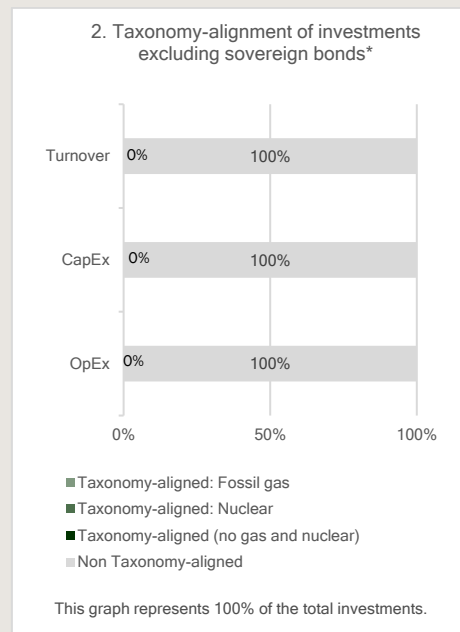 2. Taxonomy-alignment of investments
excluding sovereign bonds*
Turnover 0% 100%
CapEx 0% 100%
OpEx 0% 100%
0% 50% 100%
Taxonomy-aligned: Fossil gas
Taxonomy-aligned: Nuclear
Taxonomy-aligned (no gas and nuclear)
Non Taxonomy-aligned
This graph represents 100% of the total investments.